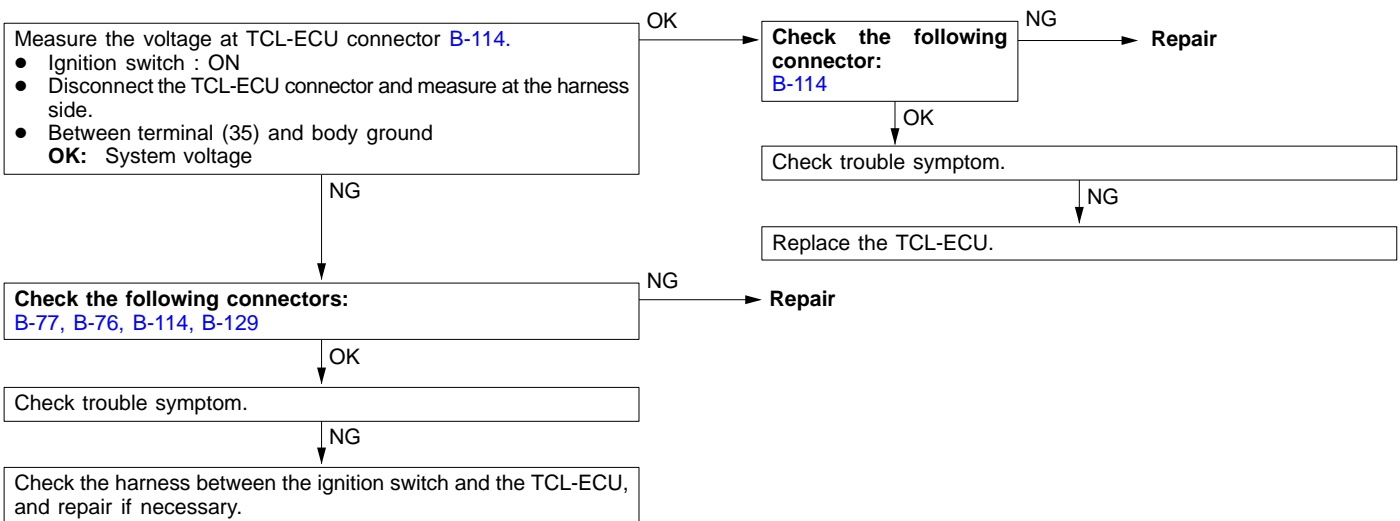 Measure the voltage at TCL-ECU connector B-114.
● Ignition switch : ON
● Disconnect the TCL-ECU connector and measure at the harness
side.
● Between terminal (35) and body ground
OK: System voltage
OK
Check the following
connector:
B-114
NG
Repair
OK
Check trouble symptom.
NG
Replace the TCL-ECU.
NG
Check the following connectors:
B-77, B-76, B-114, B-129
NG
Repair
OK
Check trouble symptom.
NG
Check the harness between the ignition switch and the TCL-ECU,
and repair if necessary.